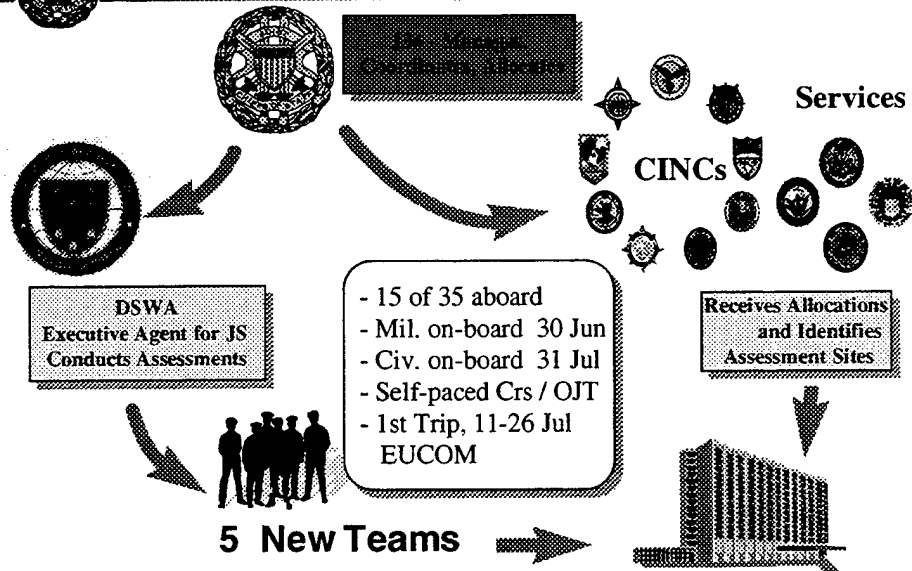 Services
CINCs
DSWA
Executive Agent for JS
Conducts Assessments
- 15 of 35 aboard
- Mil. on-board 30 Jun
- Civ. on-board 31 Jul
- Self-paced Crs / OJT
- 1st Trip, 11-26 Jul
EUCOM
Receives Allocations
and Identifies
Assessment Sites
5 New Teams